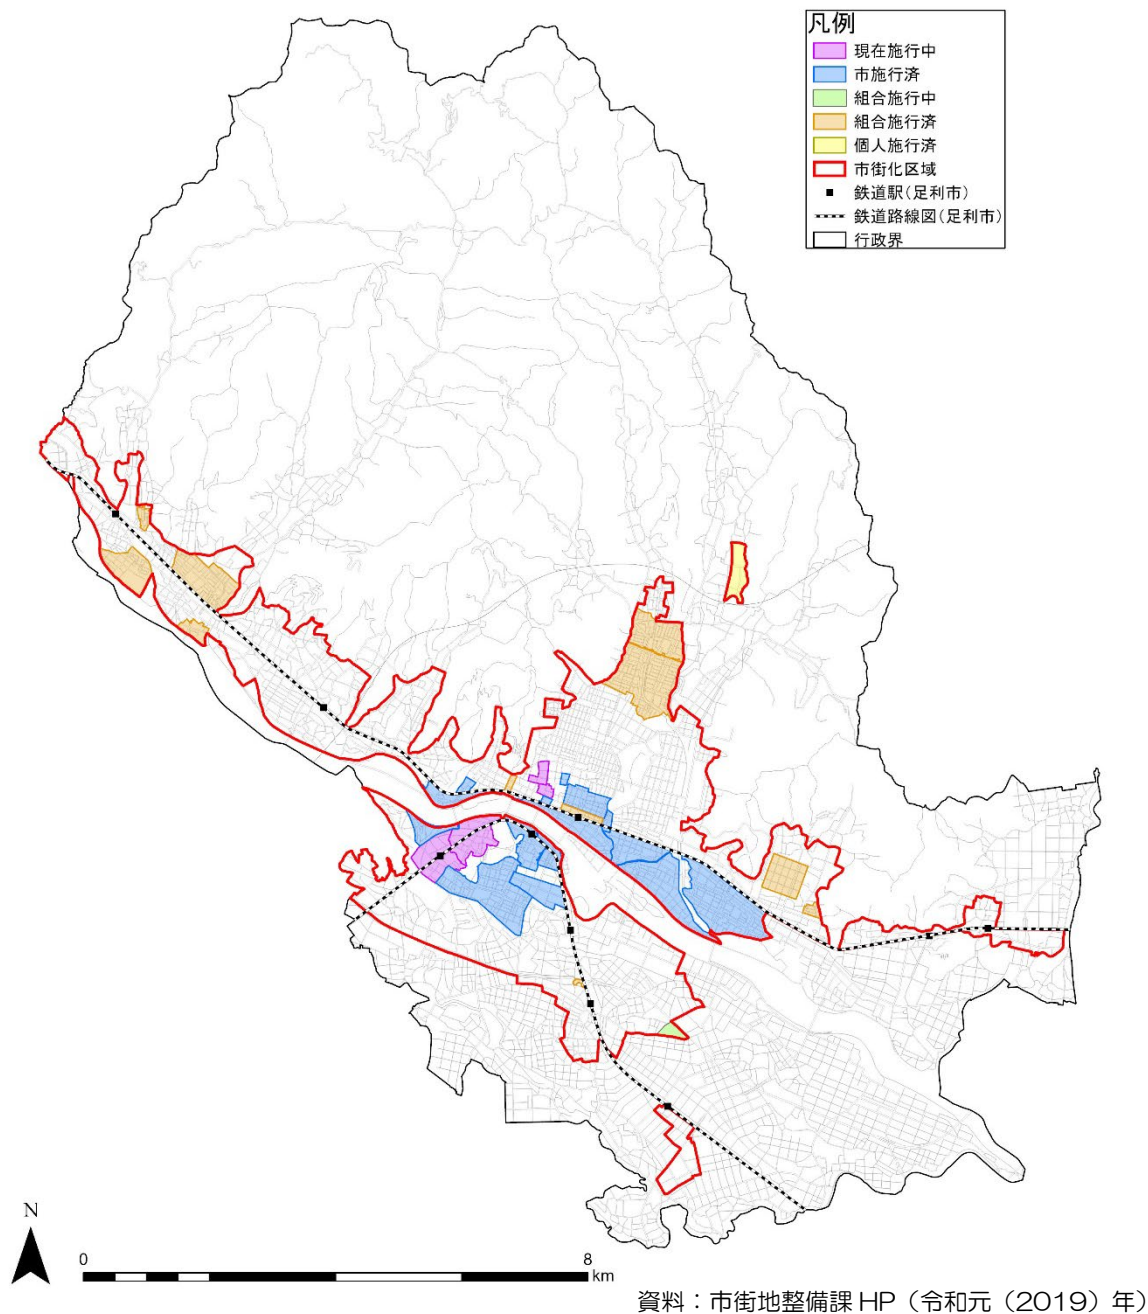 凡例
現在施行中
市施行済
組合施行中
組合施行済
個人施行済
市街化区域
鉄道駅(足利市)
鉄道路線図(足利市)
行政界
N
0 8
km
資料：市街地整備課 HP（令和元（2019）年）